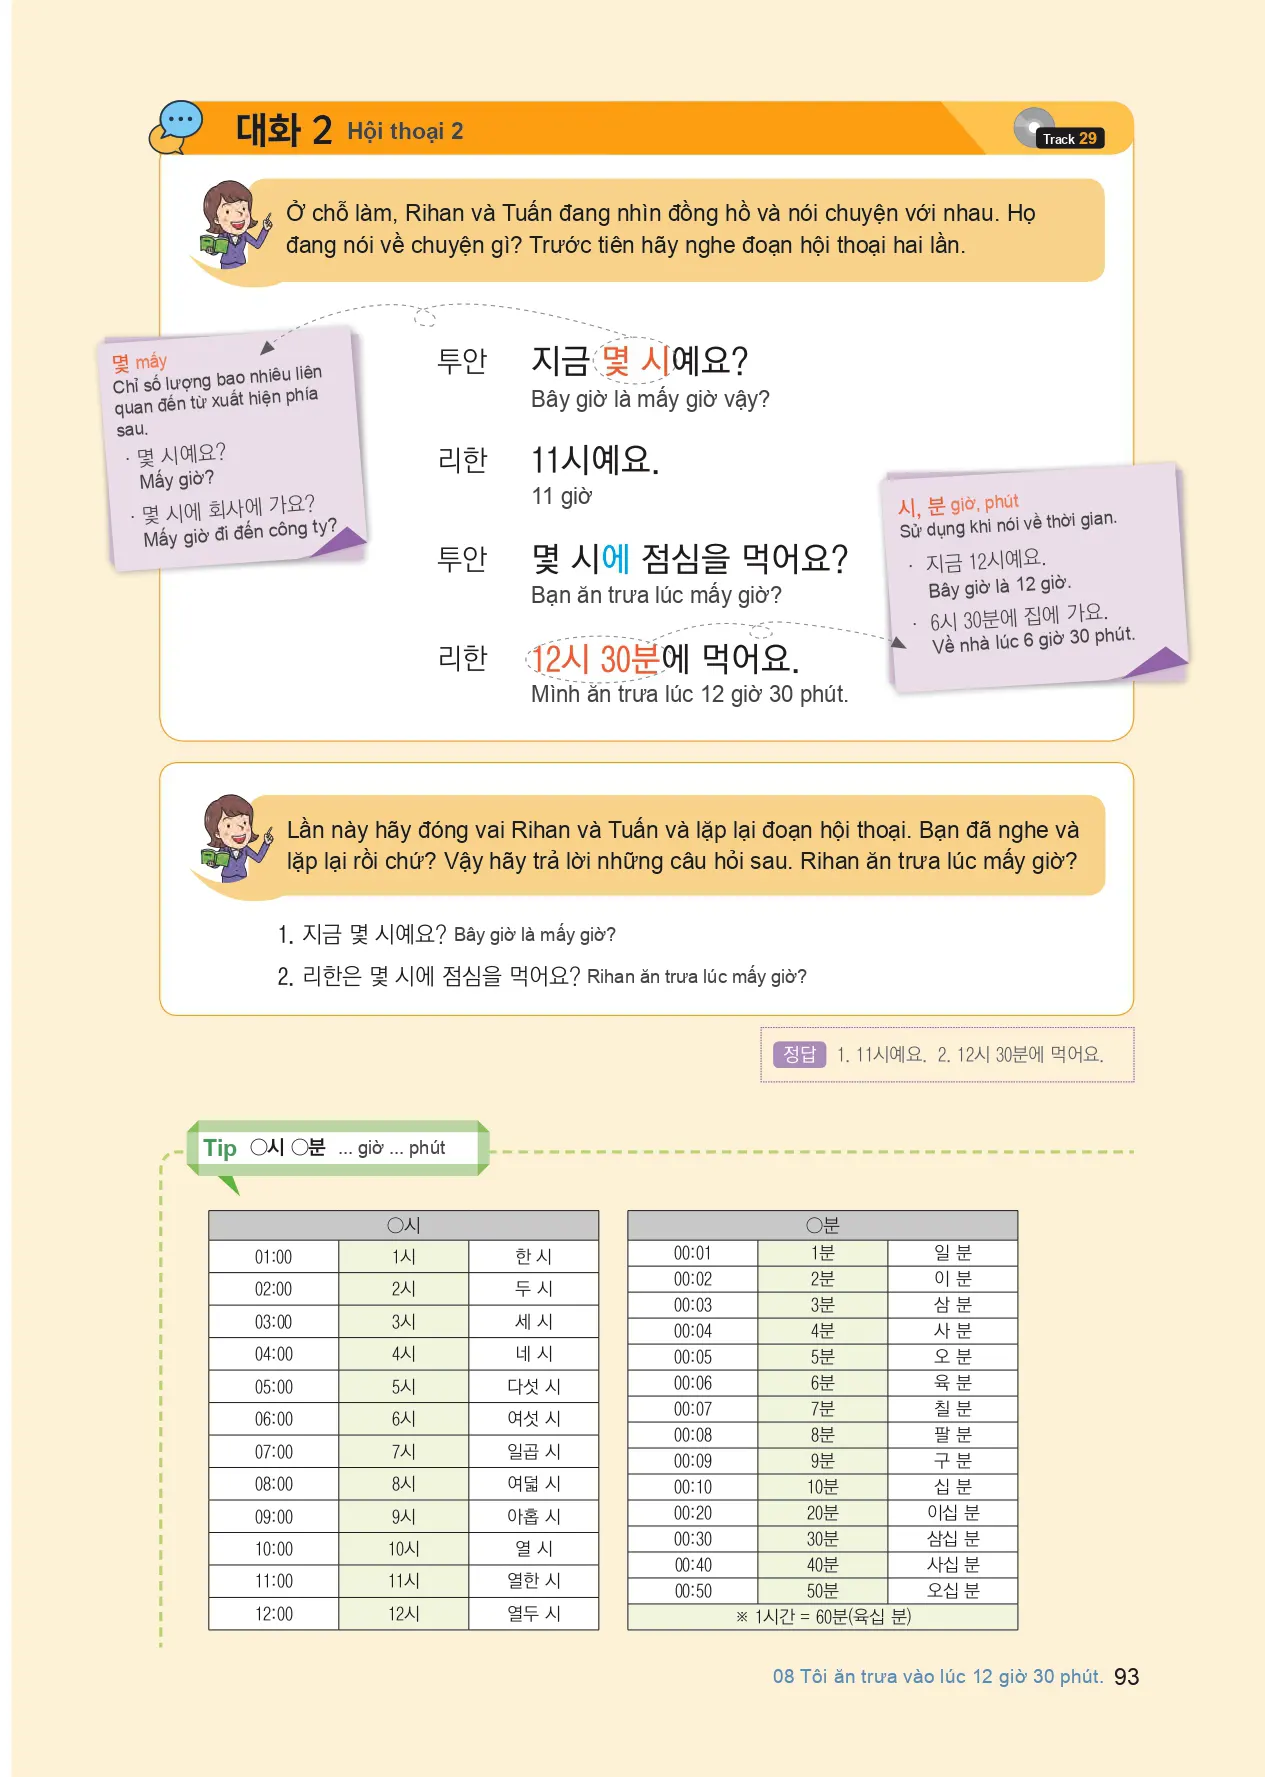 대화 2 Hội thoại 2
Track 29
Ở chỗ làm, Rihan và Tuấn đang nhìn đồng hồ và nói chuyện với nhau. Họ
đang nói về chuyện gì? Trước tiên hãy nghe đoạn hội thoại hai lần.
몇 mấy
Chỉ số lượng bao nhiêu liên
quan đến từ xuất hiện phía
sau.
· 몇 시예요?
Mấy giờ?
· 몇 시에 회사에 가요?
Mấy giờ đi đến công ty?
투안 지금 몇 시예요?
Bây giờ là mấy giờ vậy?
리한 11시예요.
11 giờ
투안 몇 시에 점심을 먹어요?
Bạn ăn trưa lúc mấy giờ?
리한 12시 30분에 먹어요.
Mình ăn trưa lúc 12 giờ 30 phút.
시, 분 giờ, phút
Sử dụng khi nói về thời gian.
· 지금 12시예요.
Bây giờ là 12 giờ.
· 6시 30분에 집에 가요.
Về nhà lúc 6 giờ 30 phút.
Lần này hãy đóng vai Rihan và Tuấn và lặp lại đoạn hội thoại. Bạn đã nghe và
lặp lại rồi chứ? Vậy hãy trả lời những câu hỏi sau. Rihan ăn trưa lúc mấy giờ?
1. 지금 몇 시예요? Bây giờ là mấy giờ?
2. 리한은 몇 시에 점심을 먹어요? Rihan ăn trưa lúc mấy giờ?
정답 1. 11시예요. 2. 12시 30분에 먹어요.
Tip ○시 ○분 ... giờ ... phút
○시
01:00 1시 한 시
02:00 2시 두 시
03:00 3시 세 시
04:00 4시 네 시
05:00 5시 다섯 시
06:00 6시 여섯 시
07:00 7시 일곱 시
08:00 8시 여덟 시
09:00 9시 아홉 시
10:00 10시 열 시
11:00 11시 열한 시
12:00 12시 열두 시
○분
00:01 1분 일 분
00:02 2분 이 분
00:03 3분 삼 분
00:04 4분 사 분
00:05 5분 오 분
00:06 6분 육 분
00:07 7분 칠 분
00:08 8분 팔 분
00:09 9분 구 분
00:10 10분 십 분
00:20 20분 이십 분
00:30 30분 삼십 분
00:40 40분 사십 분
00:50 50분 오십 분
※ 1시간 = 60분(육십 분)
08 Tôi ăn trưa vào lúc 12 giờ 30 phút. 93